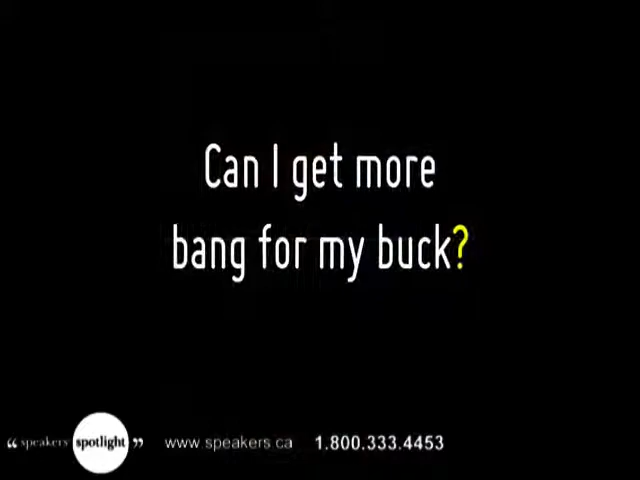 Can I get more
bang for my buck?
“ speakers' spotlight ” www.speakers.ca 1.800.333.4453